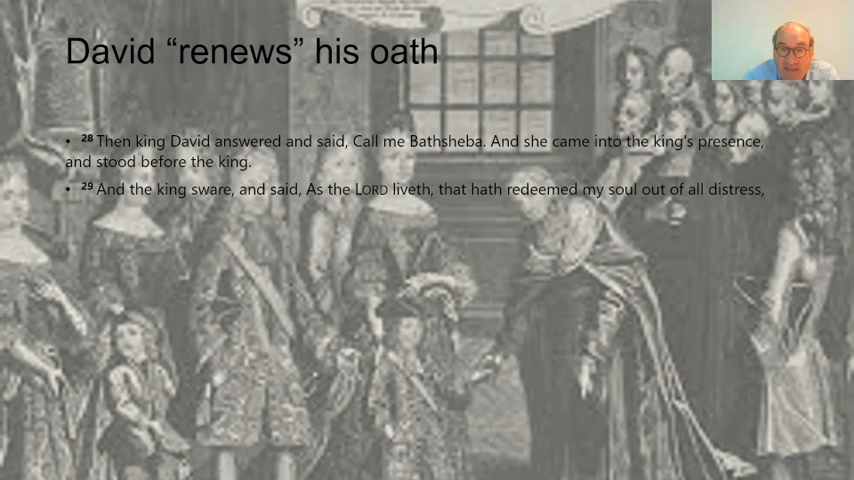 David “renews” his oath
• 28 Then king David answered and said, Call me Bathsheba. And she came into the king’s presence,
and stood before the king.
• 29 And the king sware, and said, As the LORD liveth, that hath redeemed my soul out of all distress,